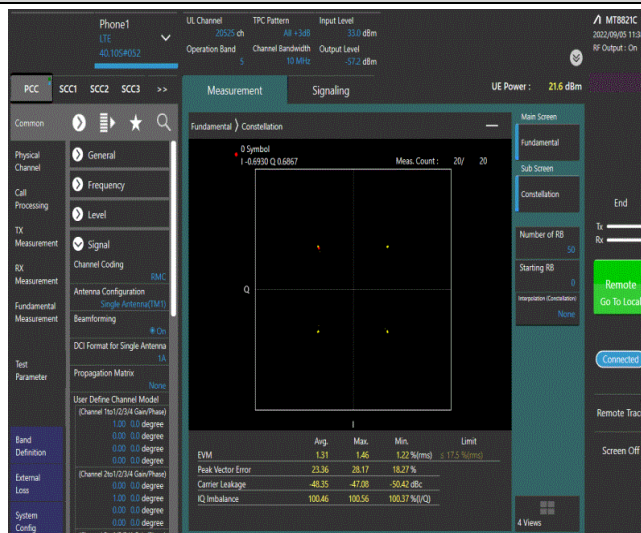 Phone1
LTE
40.10S#052
UL Channel
20525 ch
TPC Pattern
All +3dB
Input Level
33.0 dBm
Operation Band
5
Channel Bandwidth
10 MHz
Output Level
-57.2 dBm
MT8821C
2022/09/05 11:3
RF Output : On
PCC SCC1 SCC2 SCC3 >>
Measurement
Signaling
UE Power : 21.6 dBm
Common
Physical
Channel
Call
Processing
TX
Measurement
RX
Measurement
Fundamental
Measurement
Test
Parameter
Band
Definition
External
Loss
System
Config
General
Frequency
Level
Signal
Channel Coding
RMC
Antenna Configuration
Single Antenna(TM1)
Beamforming
On
DCI Format for Single Antenna
1A
Propagation Matrix
None
User Define Channel Model
(Channel 1to1/2/3/4 Gain/Phase)
1.00 0.0 degree
0.00 0.0 degree
0.00 0.0 degree
0.00 0.0 degree
(Channel 2to1/2/3/4 Gain/Phase)
0.00 0.0 degree
1.00 0.0 degree
0.00 0.0 degree
0.00 0.0 degree
Fundamental Constellation
0 Symbol
I -0.6930 Q 0.6867
Meas. Count : 20/ 20
Q
I
Avg. Max. Min. Limit
EVM 1.31 1.46 1.22 %(rms) ≤ 17.5 %(rms)
Peak Vector Error 23.36 28.17 18.27 %
Carrier Leakage -48.35 -47.08 -50.42 dBc
IQ Imbalance 100.46 100.56 100.37 %(I/Q)
Main Screen
Fundamental
Sub Screen
Constellation
Number of RB
50
Starting RB
0
Interpolation (Constellation)
None
4 Views
End
Tx
Rx
Remote
Go To Local
Connected
Remote Trac
Screen Off